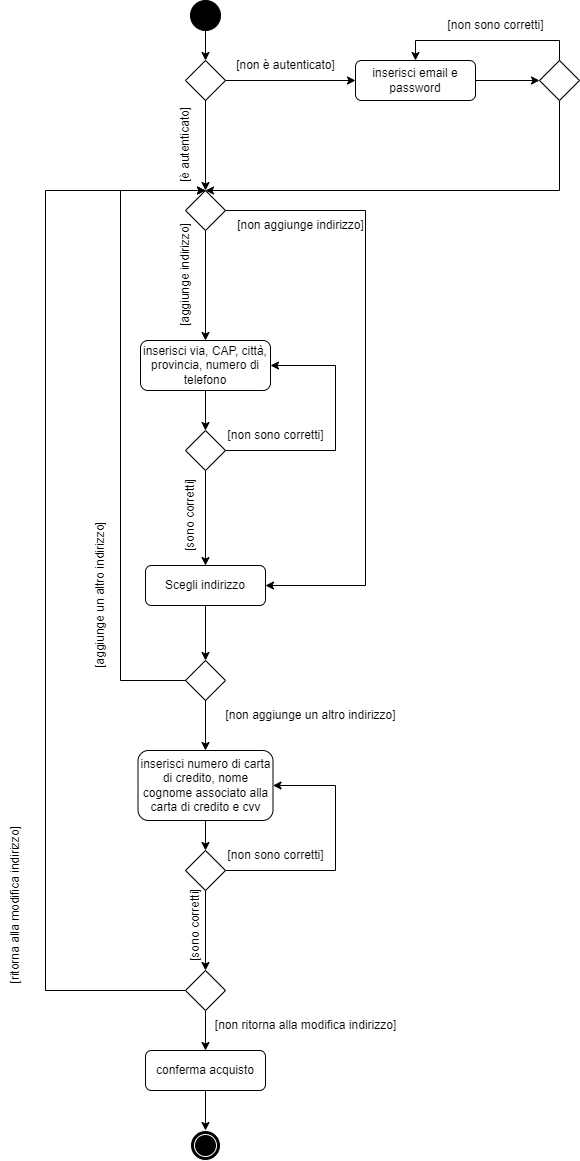 [non sono corretti]
[non è autenticato]
inserisci email e
password
[è autenticato]
[non aggiunge indirizzo]
[aggiunge indirizzo]
inserisci via, CAP, città,
provincia, numero di
telefono
[non sono corretti]
[sono corretti]
Scegli indirizzo
[aggiunge un altro indirizzo]
[non aggiunge un altro indirizzo]
inserisci numero di carta
di credito, nome
cognome associato alla
carta di credito e cvv
[non sono corretti]
[sono corretti]
[ritorna alla modifica indirizzo]
[non ritorna alla modifica indirizzo]
conferma acquisto